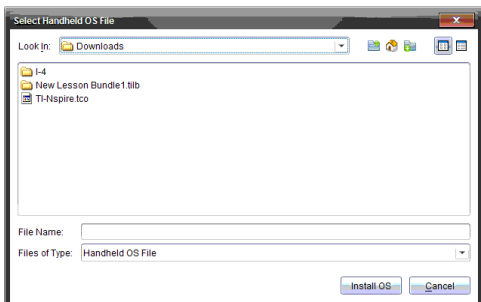 Select Handheld OS File
Look In: Downloads
I-4
New Lesson Bundle1.tilb
TI-Nspire.tco
File Name:
Files of Type: Handheld OS File
Install OS Cancel